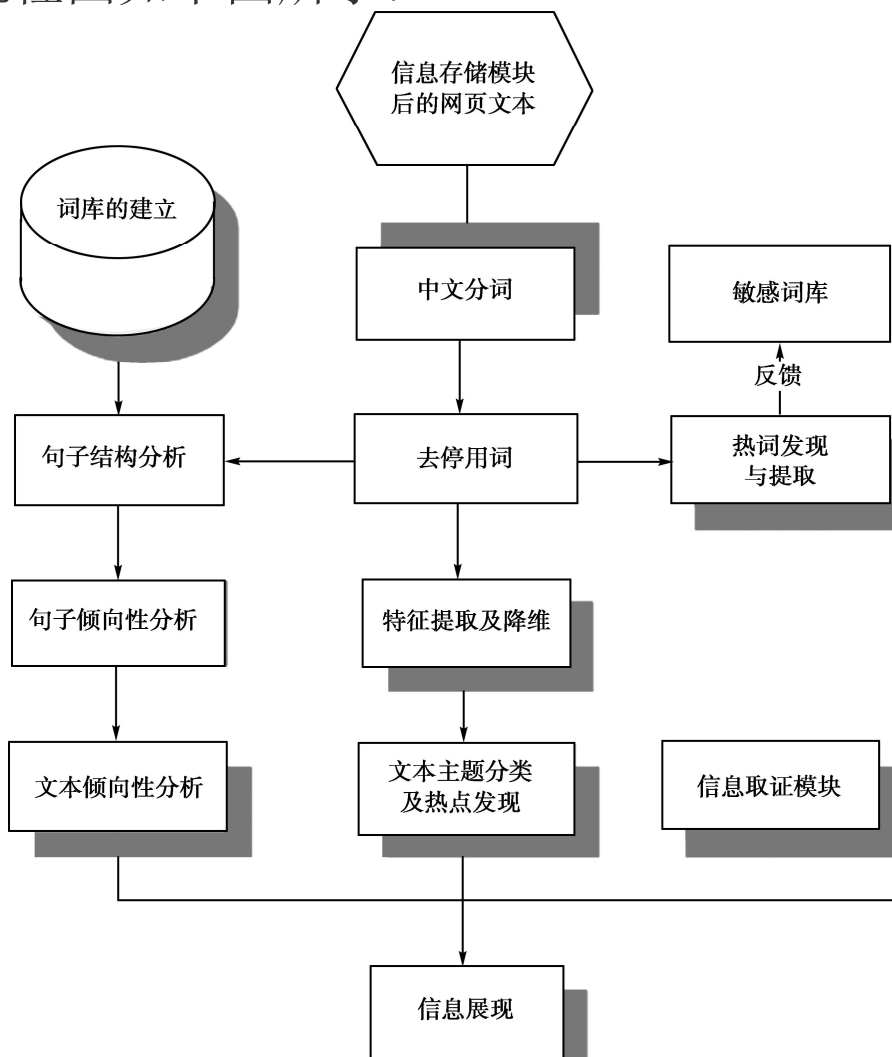 信息存储模块
后的网页文本
词库的建立
中文分词
敏感词库
反馈
句子结构分析
去停用词
热词发现
与提取
句子倾向性分析
特征提取及降维
文本倾向性分析
文本主题分类
及热点发现
信息取证模块
信息展现